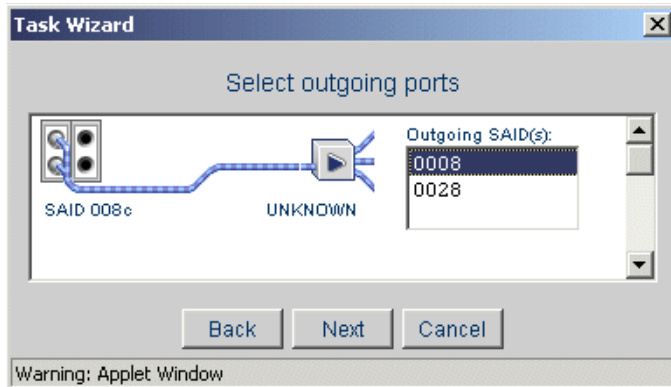 Task Wizard
Select outgoing ports
Outgoing SAID(s):
0008
0028
SAID 008c
UNKNOWN
Back
Next
Cancel
Warning: Applet Window